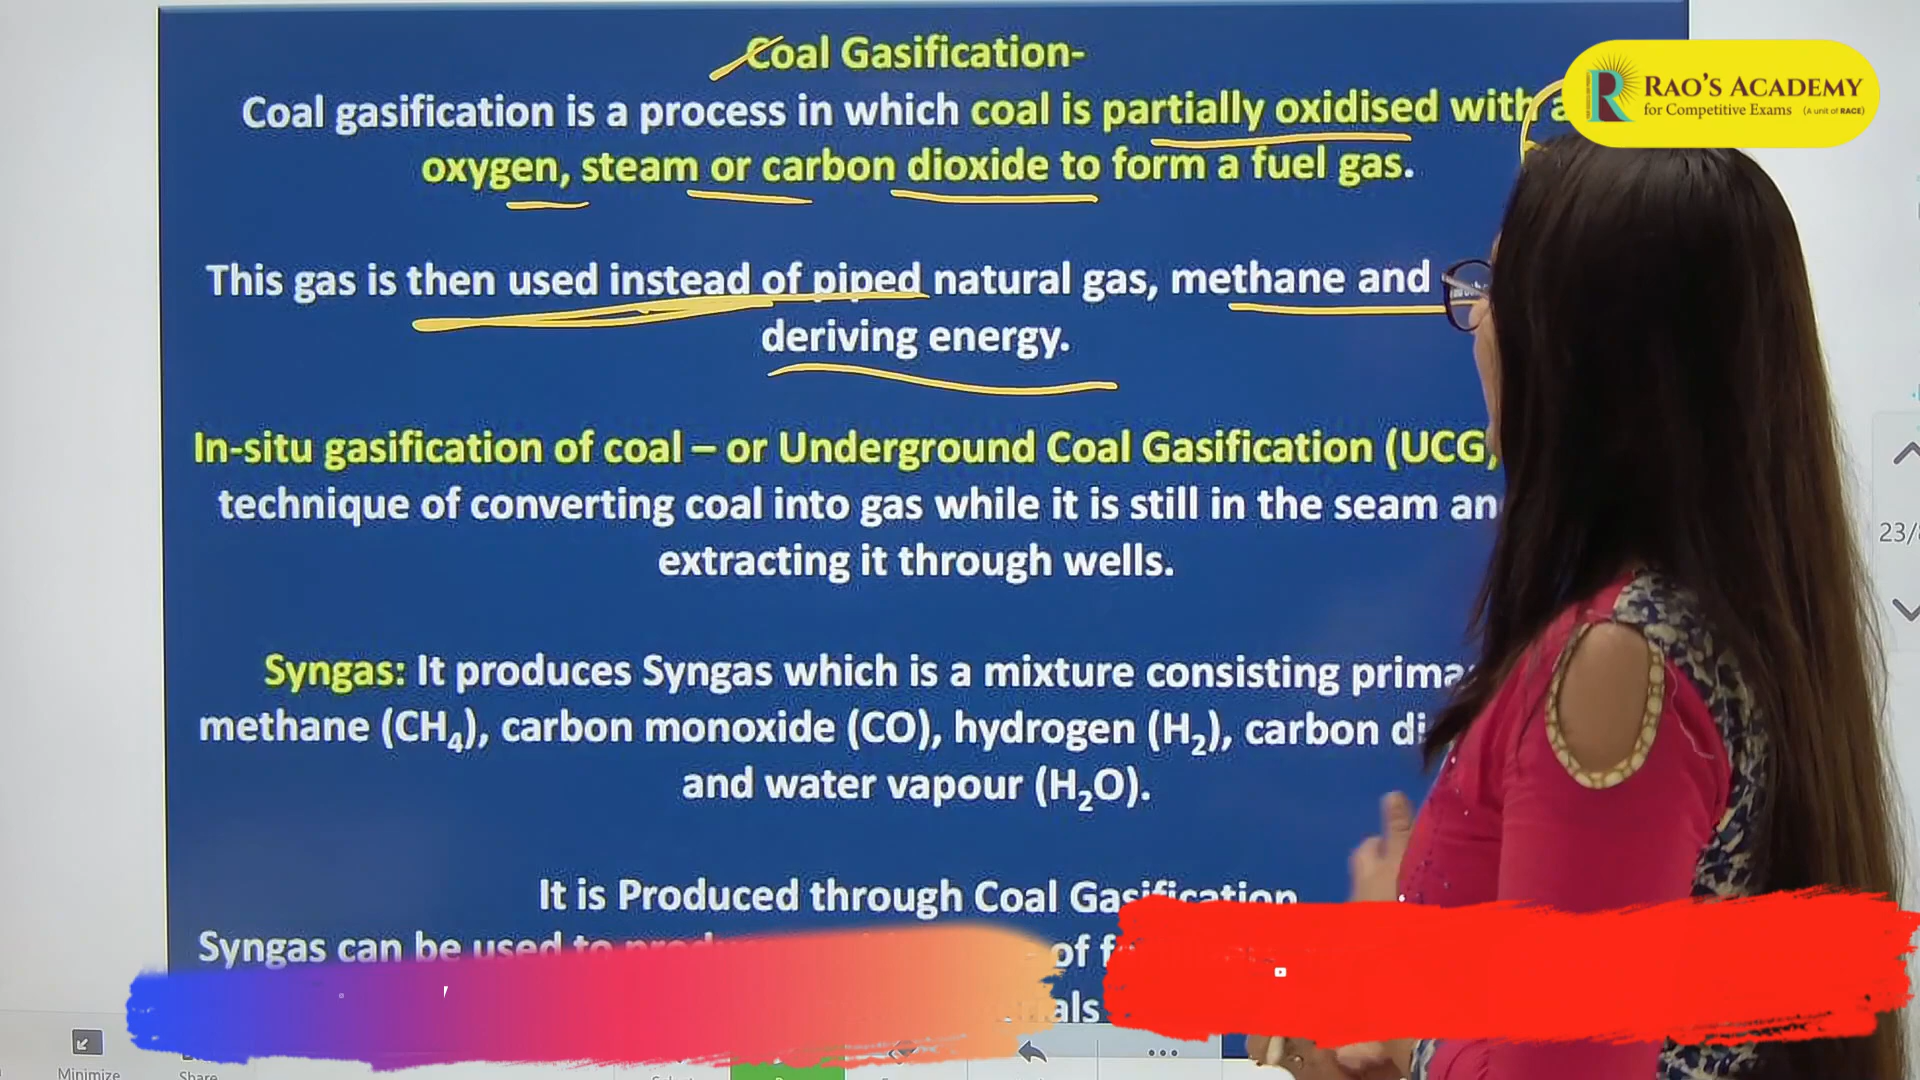 Coal Gasification-
Coal gasification is a process in which coal is partially oxidised with
oxygen, steam or carbon dioxide to form a fuel gas.
This gas is then used instead of piped natural gas, methane and
deriving energy.
In-situ gasification of coal – or Underground Coal Gasification (UCG)
technique of converting coal into gas while it is still in the seam
extracting it through wells.
Syngas: It produces Syngas which is a mixture consisting
methane (CH₄), carbon monoxide (CO), hydrogen (H₂), carbon
and water vapour (H₂O).
It is Produced through Coal Gasification
Syngas can be used to of
RAO'S ACADEMY
for Competitive Exams (A unit of RACE)
23/
Minimize
Share